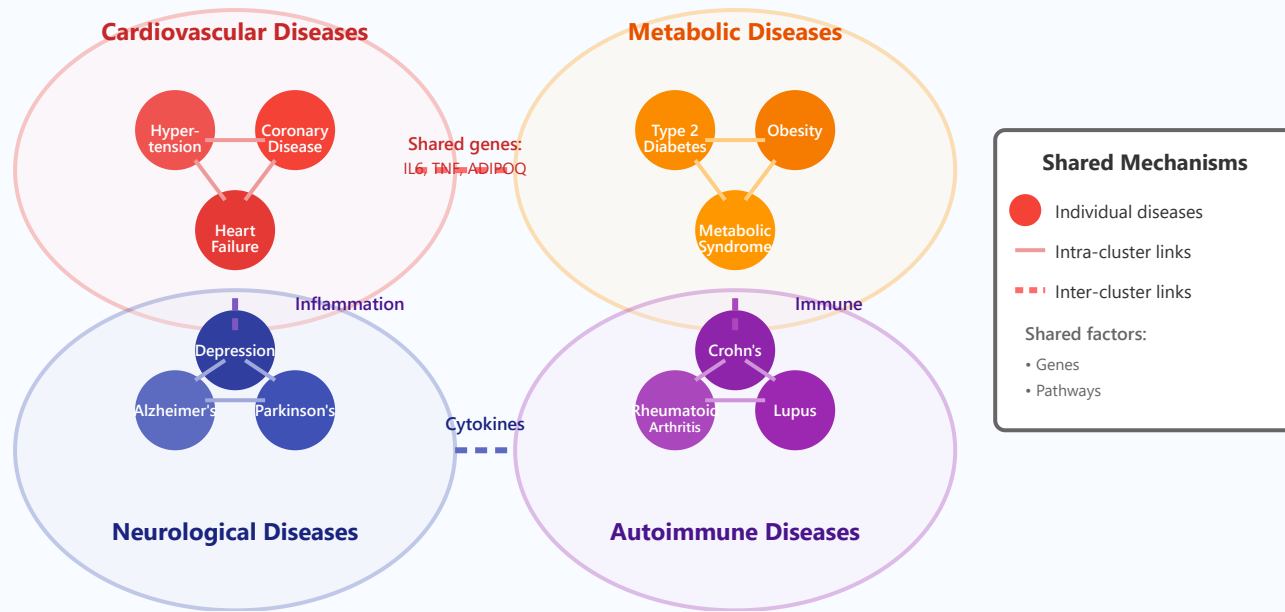 Cardiovascular Diseases
Hyper-
tension
Coronary
Disease
Heart
Failure
Shared genes:
IL6, TNF, ADIPOQ
Metabolic Diseases
Type 2
Diabetes
Obesity
Metabolic
Syndrome
Inflammation
Immune
Depression
Alzheimer's
Parkinson's
Neurological Diseases
Cytokines
Crohn's
Rheumatoid
Arthritis
Lupus
Autoimmune Diseases
Shared Mechanisms
Individual diseases
Intra-cluster links
Inter-cluster links
Shared factors:
• Genes
• Pathways